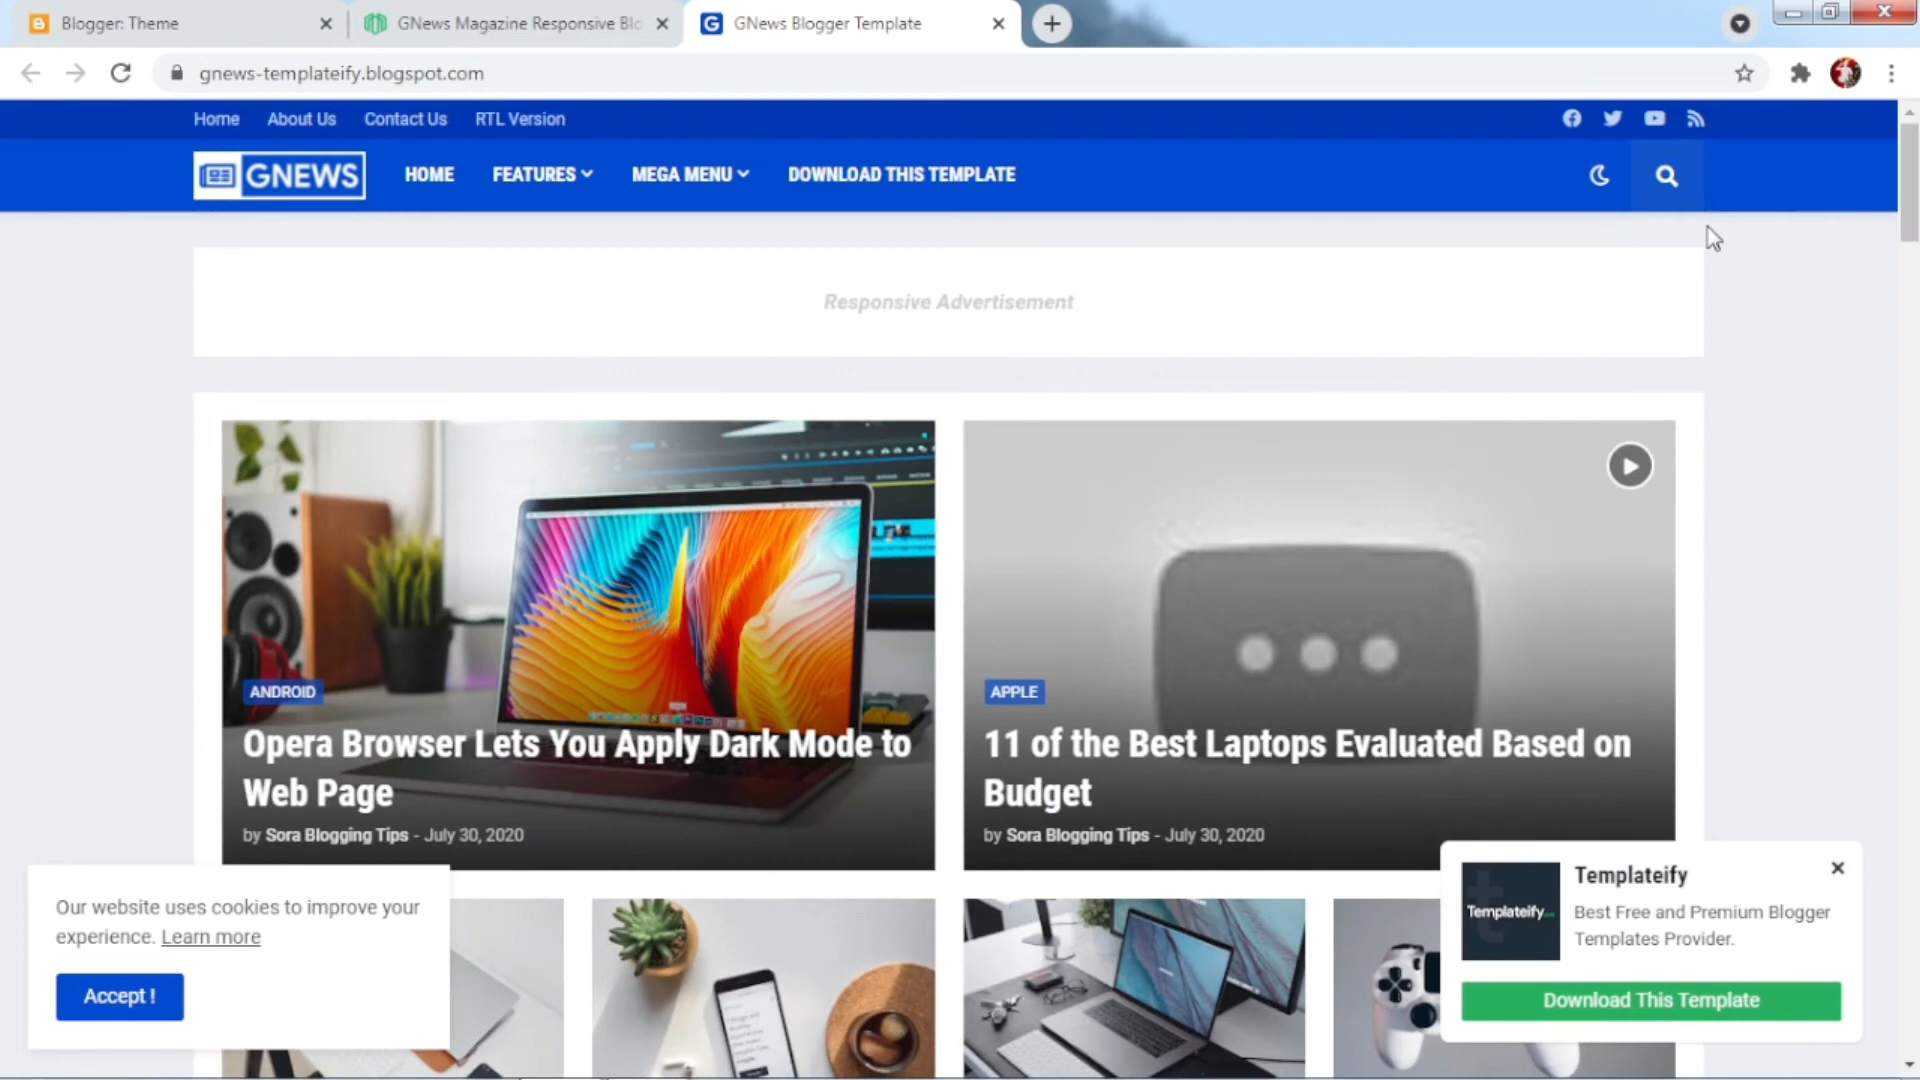 Blogger: Theme
GNews Magazine Responsive Blo
GNews Blogger Template
gnews-templateify.blogspot.com
Home About Us Contact Us RTL Version
GNEWS HOME FEATURES MEGA MENU DOWNLOAD THIS TEMPLATE
Responsive Advertisement
ANDROID
Opera Browser Lets You Apply Dark Mode to
Web Page
by Sora Blogging Tips - July 30, 2020
APPLE
11 of the Best Laptops Evaluated Based on
Budget
by Sora Blogging Tips - July 30, 2020
Our website uses cookies to improve your
experience. Learn more
Accept !
Templateify
Templateify
Best Free and Premium Blogger
Templates Provider.
Download This Template